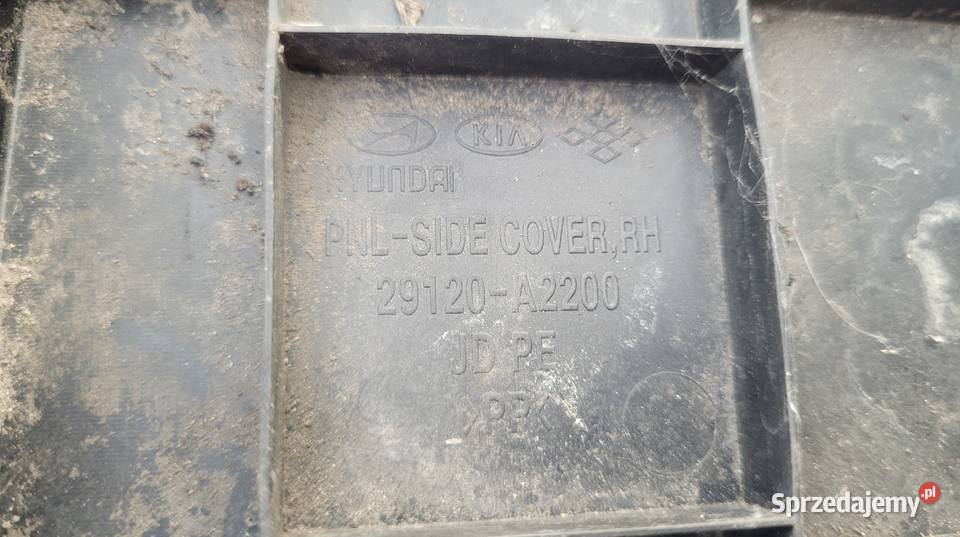 KIA
HYUNDAI
PNL-SIDE COVER,RH
29120-A2200
JD PE
>PP<
Sprzedajemy.pl